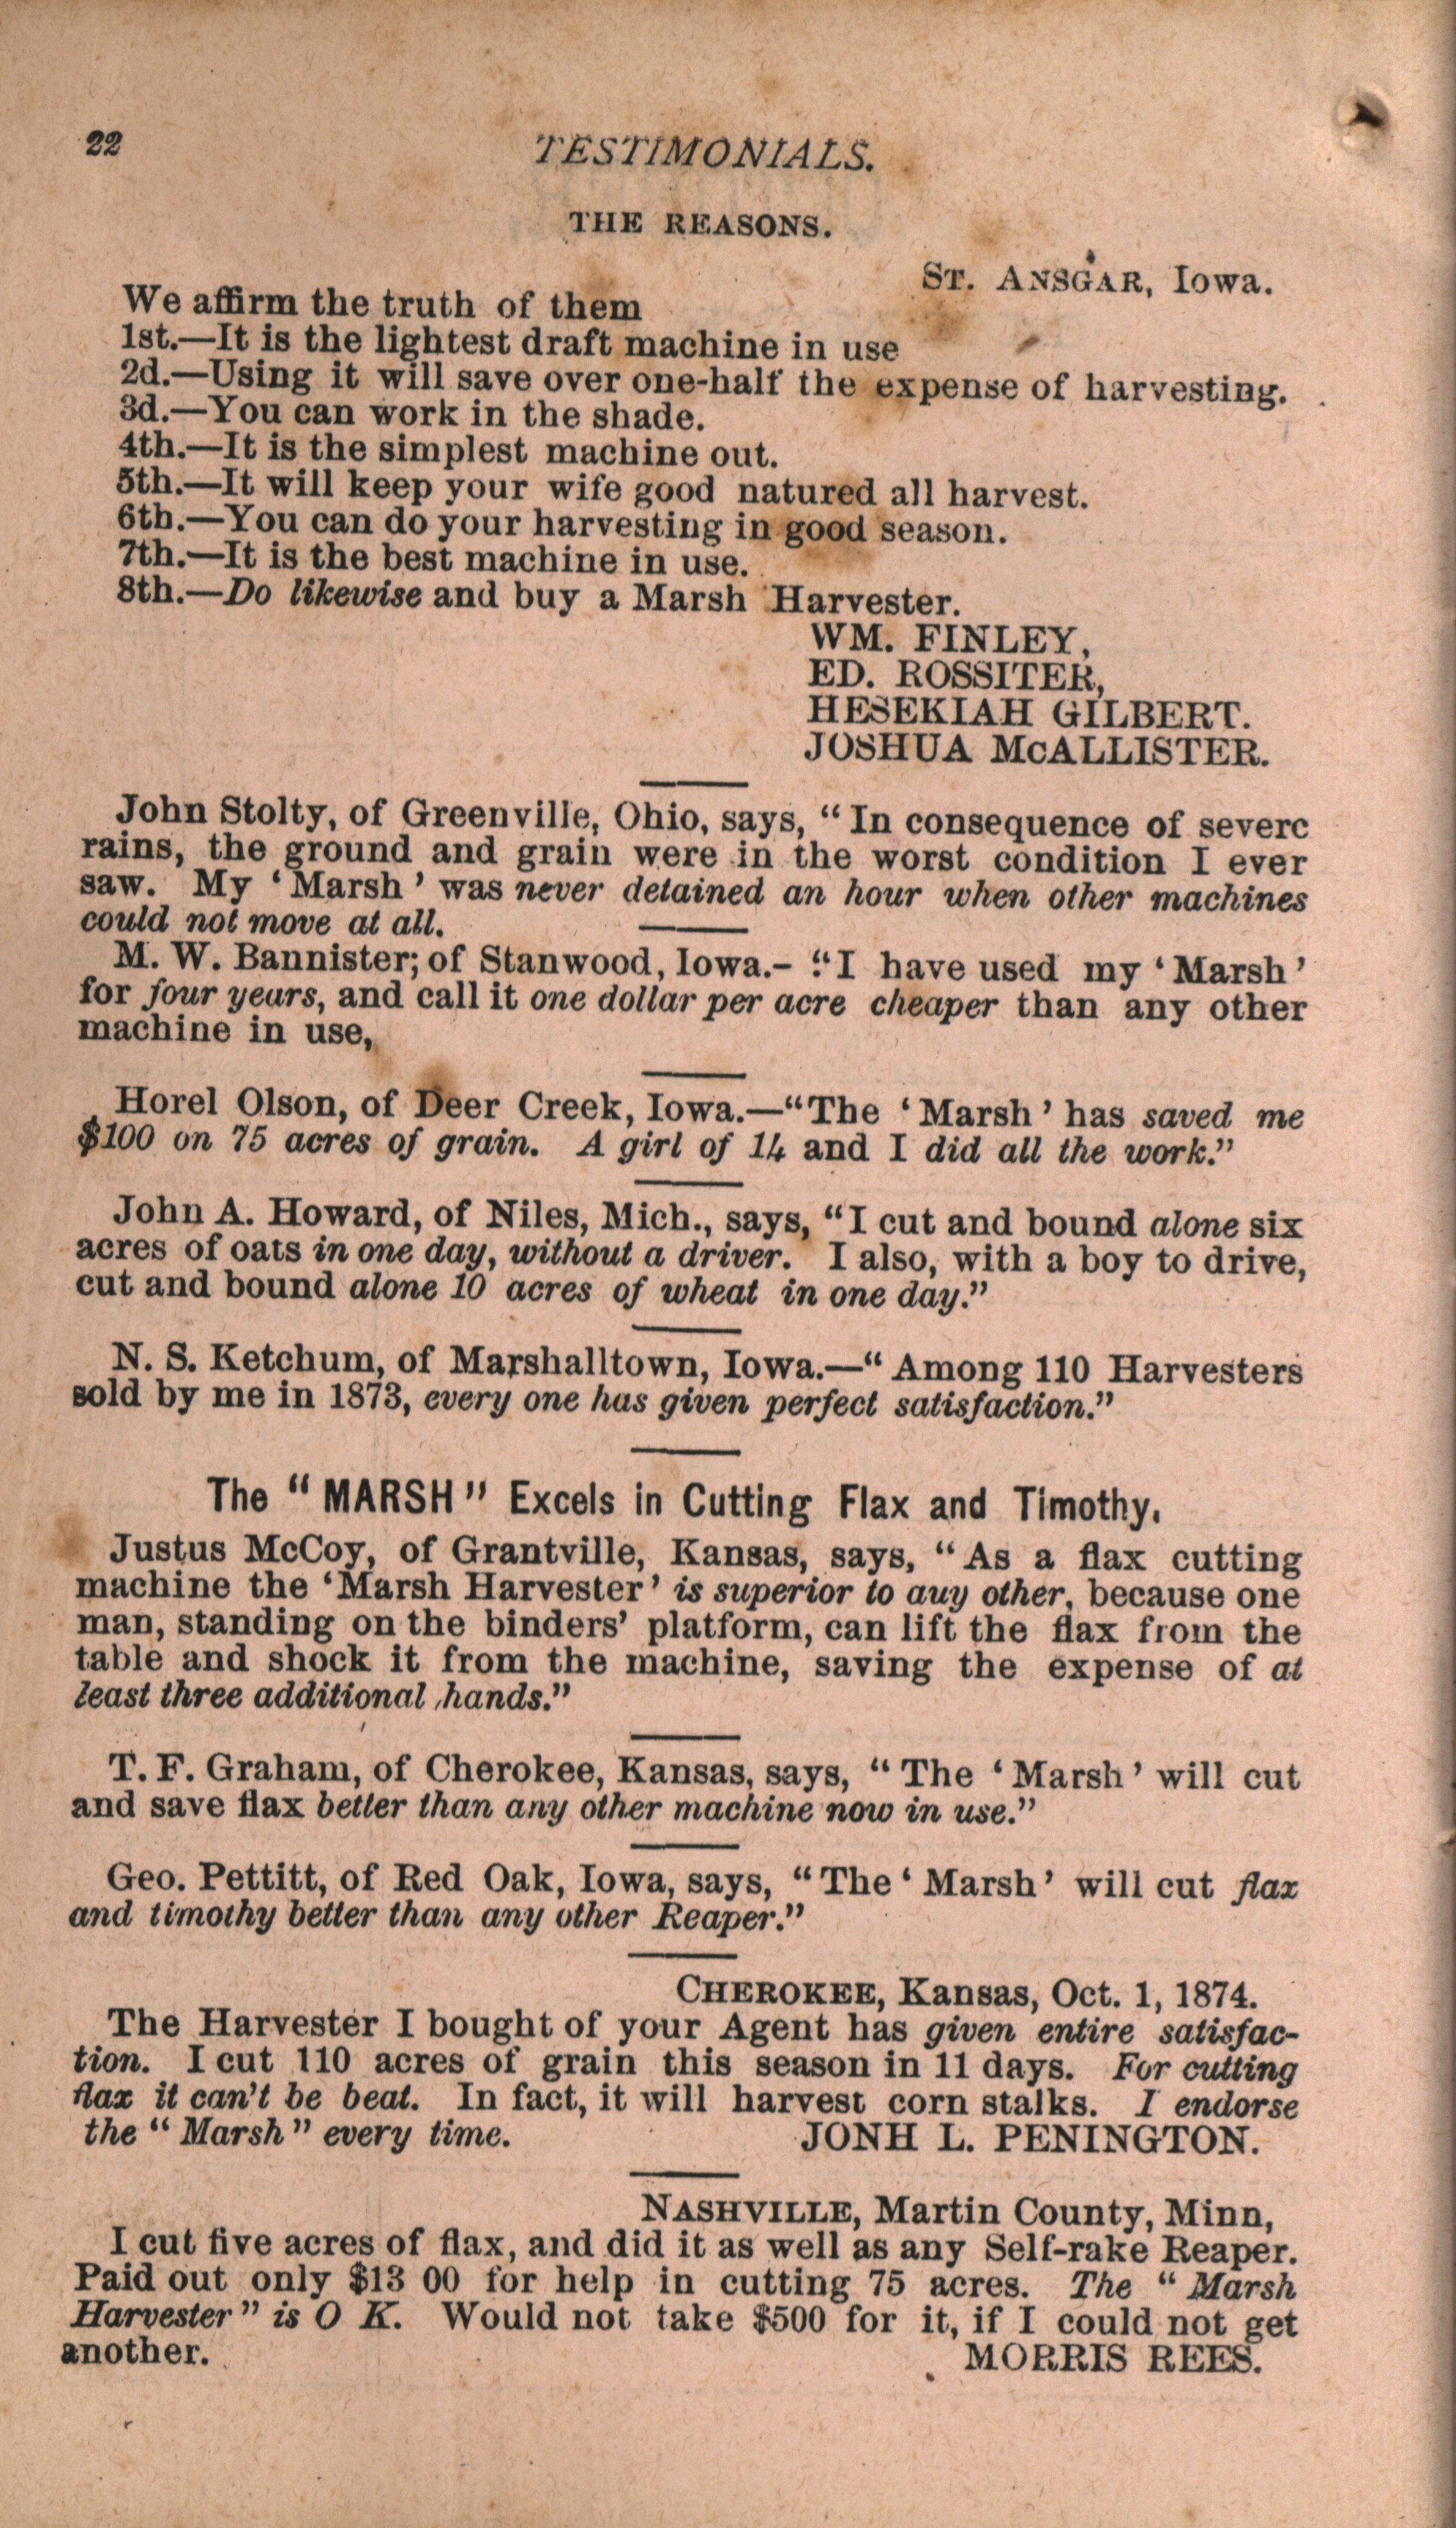 22
TESTIMONIALS.
THE REASONS.
ST. ANSGAR, Iowa.
We affirm the truth of them
1st.—It is the lightest draft machine in use
2d.—Using it will save over one-half the expense of harvesting.
3d.—You can work in the shade.
4th.—It is the simplest machine out.
5th.—It will keep your wife good natured all harvest.
6th.—You can do your harvesting in good season.
7th.—It is the best machine in use.
8th.—Do likewise and buy a Marsh Harvester.
WM. FINLEY,
ED. ROSSITER,
HESEKIAH GILBERT.
JOSHUA McALLISTER.
John Stolty, of Greenville, Ohio, says, “In consequence of severe
rains, the ground and grain were in the worst condition I ever
saw. My ‘Marsh’ was never detained an hour when other machines
could not move at all.
M. W. Bannister; of Stanwood, Iowa.- “I have used my ‘Marsh’
for four years, and call it one dollar per acre cheaper than any other
machine in use,
Horel Olson, of Deer Creek, Iowa.—“The ‘Marsh’ has saved me
$100 on 75 acres of grain. A girl of 14 and I did all the work.”
John A. Howard, of Niles, Mich., says, “I cut and bound alone six
acres of oats in one day, without a driver. I also, with a boy to drive,
cut and bound alone 10 acres of wheat in one day.”
N. S. Ketchum, of Marshalltown, Iowa.—“Among 110 Harvesters
sold by me in 1873, every one has given perfect satisfaction.”
The “MARSH” Excels in Cutting Flax and Timothy.
Justus McCoy, of Grantville, Kansas, says, “As a flax cutting
machine the ‘Marsh Harvester’ is superior to auy other, because one
man, standing on the binders’ platform, can lift the flax from the
table and shock it from the machine, saving the expense of at
least three additional hands.”
T. F. Graham, of Cherokee, Kansas, says, “The ‘Marsh’ will cut
and save flax better than any other machine now in use.”
Geo. Pettitt, of Red Oak, Iowa, says, “The ‘Marsh’ will cut flax
and timothy better than any other Reaper.”
CHEROKEE, Kansas, Oct. 1, 1874.
The Harvester I bought of your Agent has given entire satisfac-
tion. I cut 110 acres of grain this season in 11 days. For cutting
flax it can’t be beat. In fact, it will harvest corn stalks. I endorse
the “Marsh” every time. JONH L. PENINGTON.
NASHVILLE, Martin County, Minn,
I cut five acres of flax, and did it as well as any Self-rake Reaper.
Paid out only $13 00 for help in cutting 75 acres. The “Marsh
Harvester” is O K. Would not take $500 for it, if I could not get
another. MORRIS REES.